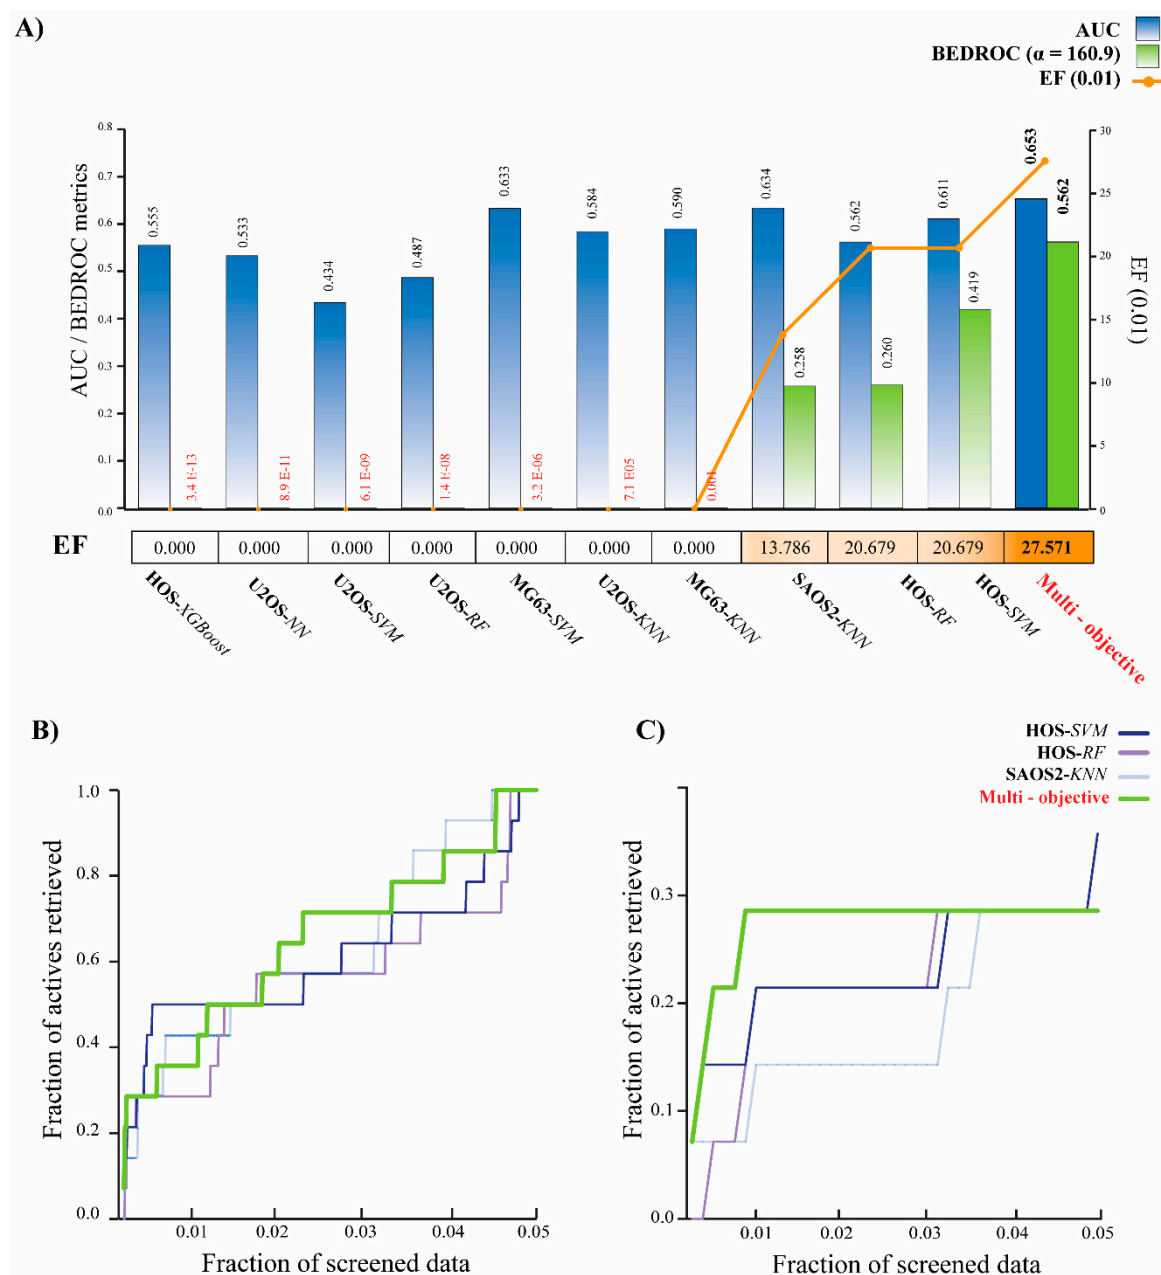 A)
AUC
BEDROC (α = 160.9)
EF (0.01)
AUC / BEDROC metrics
0.8
0.7
0.6
0.5
0.4
0.3
0.2
0.1
0.0
0.555
3.4 E-13
0.533
8.9 E-11
0.434
6.1 E-09
0.487
1.4 E-08
0.633
3.2 E-06
0.584
7.1 E05
0.590
0.001
0.634
0.258
0.562
0.260
0.611
0.419
0.653
0.562
30
25
20
15
10
5
0
EF (0.01)
EF 0.000 0.000 0.000 0.000 0.000 0.000 0.000 13.786 20.679 20.679 27.571
HOS-XGBoost
U2OS-NN
U2OS-SVM
U2OS-RF
MG63-SVM
U2OS-KNN
MG63-KNN
SAOS2-KNN
HOS-RF
HOS-SVM
Multi - objective
B)
Fraction of actives retrieved
1.0
0.8
0.6
0.4
0.2
0.0
0.01 0.02 0.03 0.04 0.05
Fraction of screened data
C)
HOS-SVM
HOS-RF
SAOS2-KNN
Multi - objective
Fraction of actives retrieved
0.3
0.2
0.1
0.0
0.01 0.02 0.03 0.04 0.05
Fraction of screened data